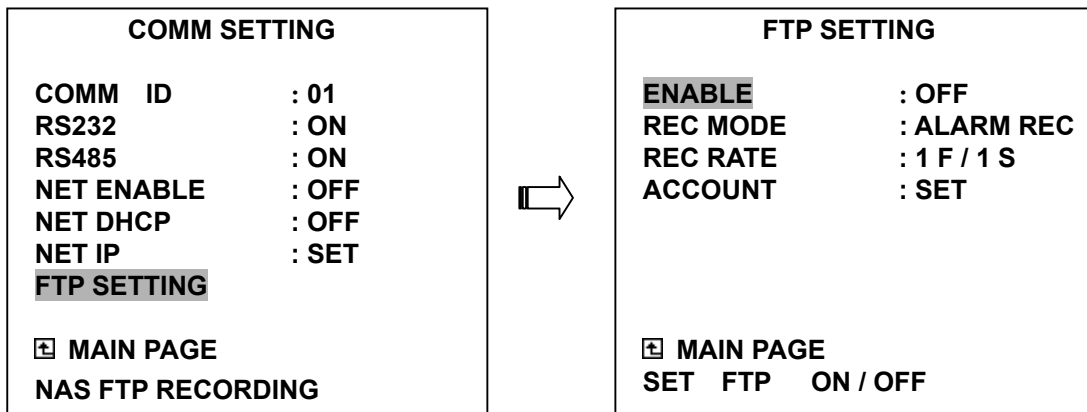 COMM SETTING
COMM ID : 01
RS232 : ON
RS485 : ON
NET ENABLE : OFF
NET DHCP : OFF
NET IP : SET
FTP SETTING
MAIN PAGE
NAS FTP RECORDING
FTP SETTING
ENABLE : OFF
REC MODE : ALARM REC
REC RATE : 1 F / 1 S
ACCOUNT : SET
MAIN PAGE
SET FTP ON / OFF